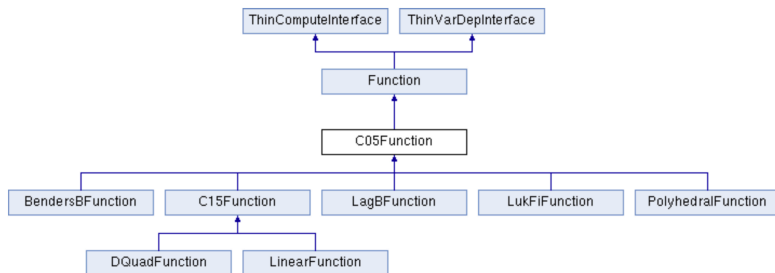 ThinComputeInterface
ThinVarDepInterface
Function
C05Function
BendersBFunction
C15Function
LagBFunction
LukFiFunction
PolyhedralFunction
DQuadFunction
LinearFunction